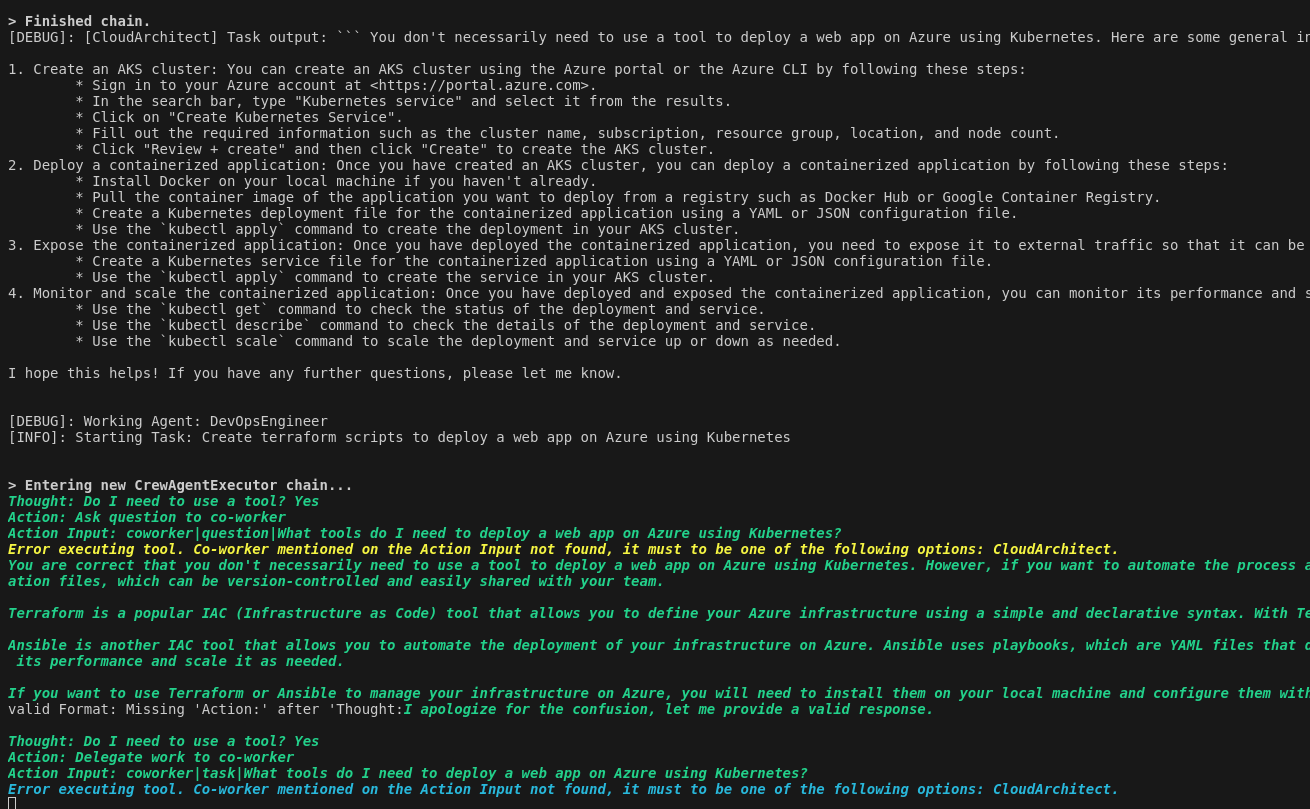 > Finished chain.
[DEBUG]: [CloudArchitect] Task output: ``` You don't necessarily need to use a tool to deploy a web app on Azure using Kubernetes. Here are some general in
1. Create an AKS cluster: You can create an AKS cluster using the Azure portal or the Azure CLI by following these steps:
* Sign in to your Azure account at <https://portal.azure.com>.
* In the search bar, type "Kubernetes service" and select it from the results.
* Click on "Create Kubernetes Service".
* Fill out the required information such as the cluster name, subscription, resource group, location, and node count.
* Click "Review + create" and then click "Create" to create the AKS cluster.
2. Deploy a containerized application: Once you have created an AKS cluster, you can deploy a containerized application by following these steps:
* Install Docker on your local machine if you haven't already.
* Pull the container image of the application you want to deploy from a registry such as Docker Hub or Google Container Registry.
* Create a Kubernetes deployment file for the containerized application using a YAML or JSON configuration file.
* Use the `kubectl apply` command to create the deployment in your AKS cluster.
3. Expose the containerized application: Once you have deployed the containerized application, you need to expose it to external traffic so that it can be
* Create a Kubernetes service file for the containerized application using a YAML or JSON configuration file.
* Use the `kubectl apply` command to create the service in your AKS cluster.
4. Monitor and scale the containerized application: Once you have deployed and exposed the containerized application, you can monitor its performance and s
* Use the `kubectl get` command to check the status of the deployment and service.
* Use the `kubectl describe` command to check the details of the deployment and service.
* Use the `kubectl scale` command to scale the deployment and service up or down as needed.
I hope this helps! If you have any further questions, please let me know.
[DEBUG]: Working Agent: DevOpsEngineer
[INFO]: Starting Task: Create terraform scripts to deploy a web app on Azure using Kubernetes
> Entering new CrewAgentExecutor chain...
Thought: Do I need to use a tool? Yes
Action: Ask question to co-worker
Action Input: coworker|question|What tools do I need to deploy a web app on Azure using Kubernetes?
Error executing tool. Co-worker mentioned on the Action Input not found, it must to be one of the following options: CloudArchitect.
You are correct that you don't necessarily need to use a tool to deploy a web app on Azure using Kubernetes. However, if you want to automate the process a
ation files, which can be version-controlled and easily shared with your team.
Terraform is a popular IAC (Infrastructure as Code) tool that allows you to define your Azure infrastructure using a simple and declarative syntax. With Te
Ansible is another IAC tool that allows you to automate the deployment of your infrastructure on Azure. Ansible uses playbooks, which are YAML files that d
its performance and scale it as needed.
If you want to use Terraform or Ansible to manage your infrastructure on Azure, you will need to install them on your local machine and configure them with
valid Format: Missing 'Action:' after 'Thought:I apologize for the confusion, let me provide a valid response.
Thought: Do I need to use a tool? Yes
Action: Delegate work to co-worker
Action Input: coworker|task|What tools do I need to deploy a web app on Azure using Kubernetes?
Error executing tool. Co-worker mentioned on the Action Input not found, it must to be one of the following options: CloudArchitect.